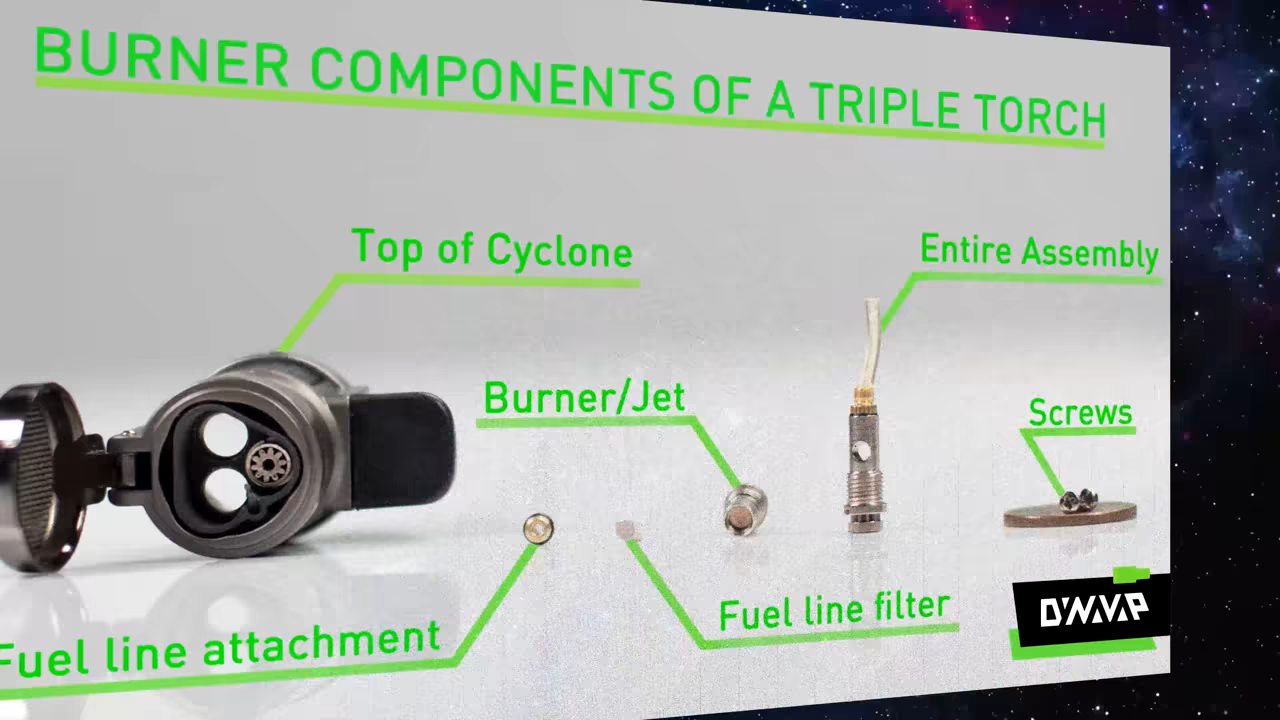 BURNER COMPONENTS OF A TRIPLE TORCH
Top of Cyclone
Entire Assembly
Burner/Jet
Screws
Fuel line attachment
Fuel line filter
DYNAVAP